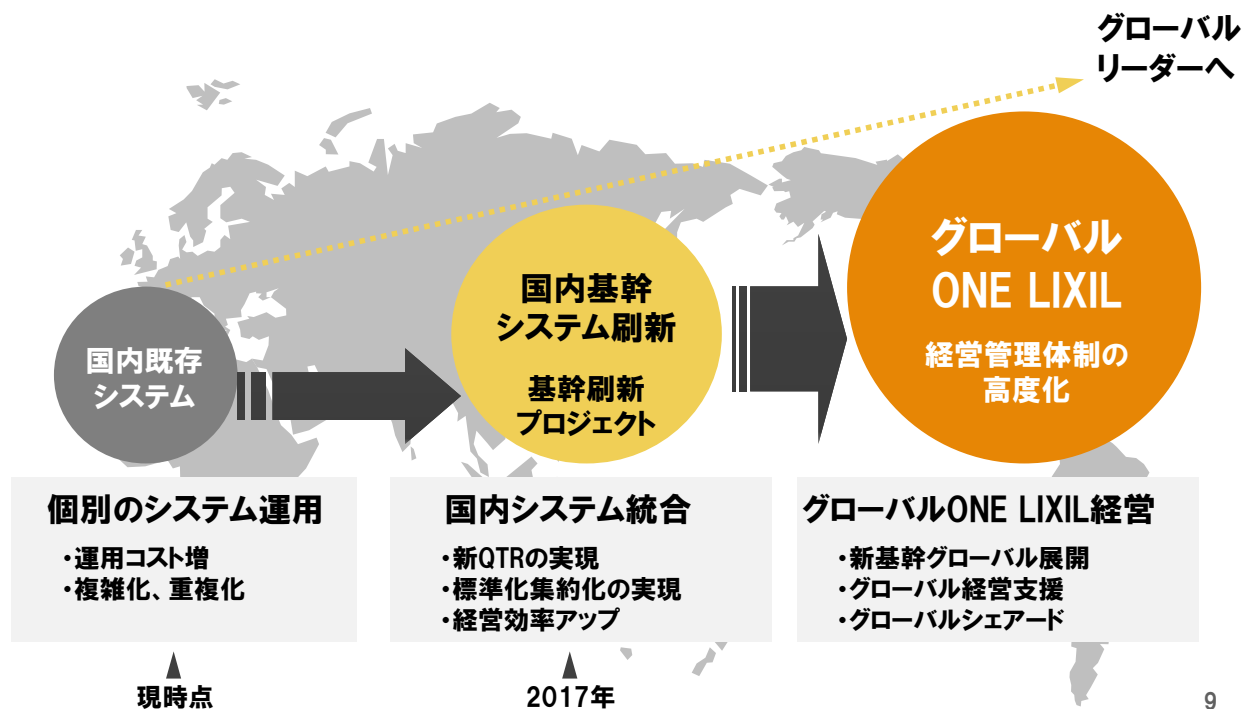 グローバル
リーダーへ
国内既存
システム
国内基幹
システム刷新
基幹刷新
プロジェクト
グローバル
ONE LIXIL
経営管理体制の
高度化
個別のシステム運用
・運用コスト増
・複雑化、重複化
国内システム統合
・新QTRの実現
・標準化集約化の実現
・経営効率アップ
グローバルONE LIXIL経営
・新基幹グローバル展開
・グローバル経営支援
・グローバルシェアード
現時点
2017年
9